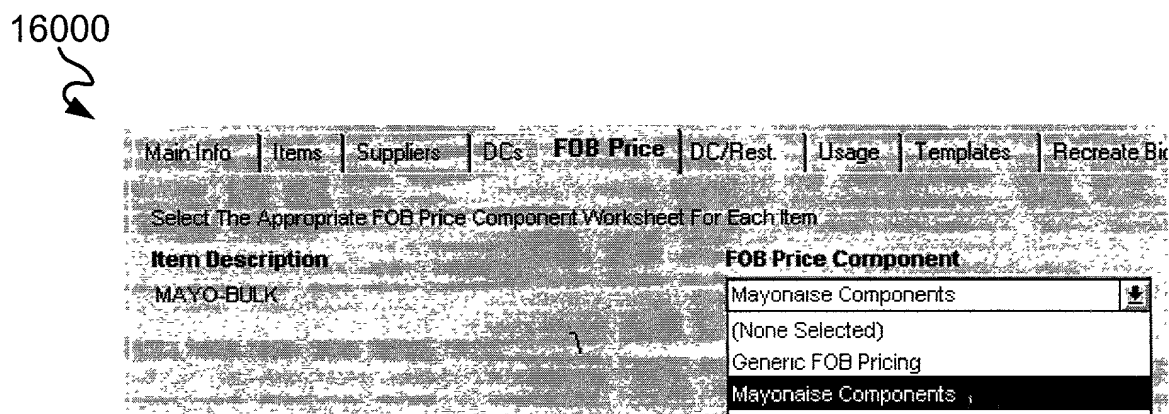 16000
Main Info Items Suppliers DCs FOB Price DC/Rest. Usage Templates Recreate Bid
Select The Appropriate FOB Price Component Worksheet For Each Item
Item Description FOB Price Component
MAYO-BULK Mayonaise Components
(None Selected)
Generic FOB Pricing
Mayonaise Components